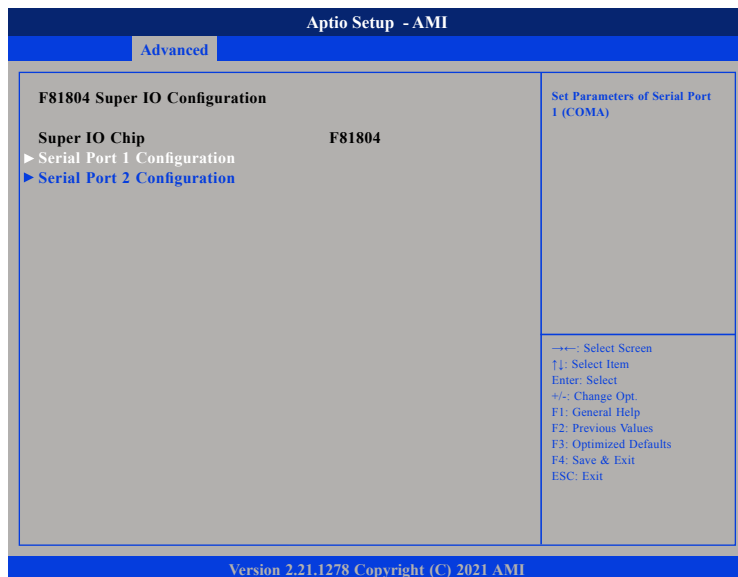 Aptio Setup - AMI
Advanced
F81804 Super IO Configuration
Super IO Chip F81804
►Serial Port 1 Configuration
►Serial Port 2 Configuration
Set Parameters of Serial Port
1 (COMA)
→←: Select Screen
↑↓: Select Item
Enter: Select
+/-: Change Opt.
F1: General Help
F2: Previous Values
F3: Optimized Defaults
F4: Save & Exit
ESC: Exit
Version 2.21.1278 Copyright (C) 2021 AMI